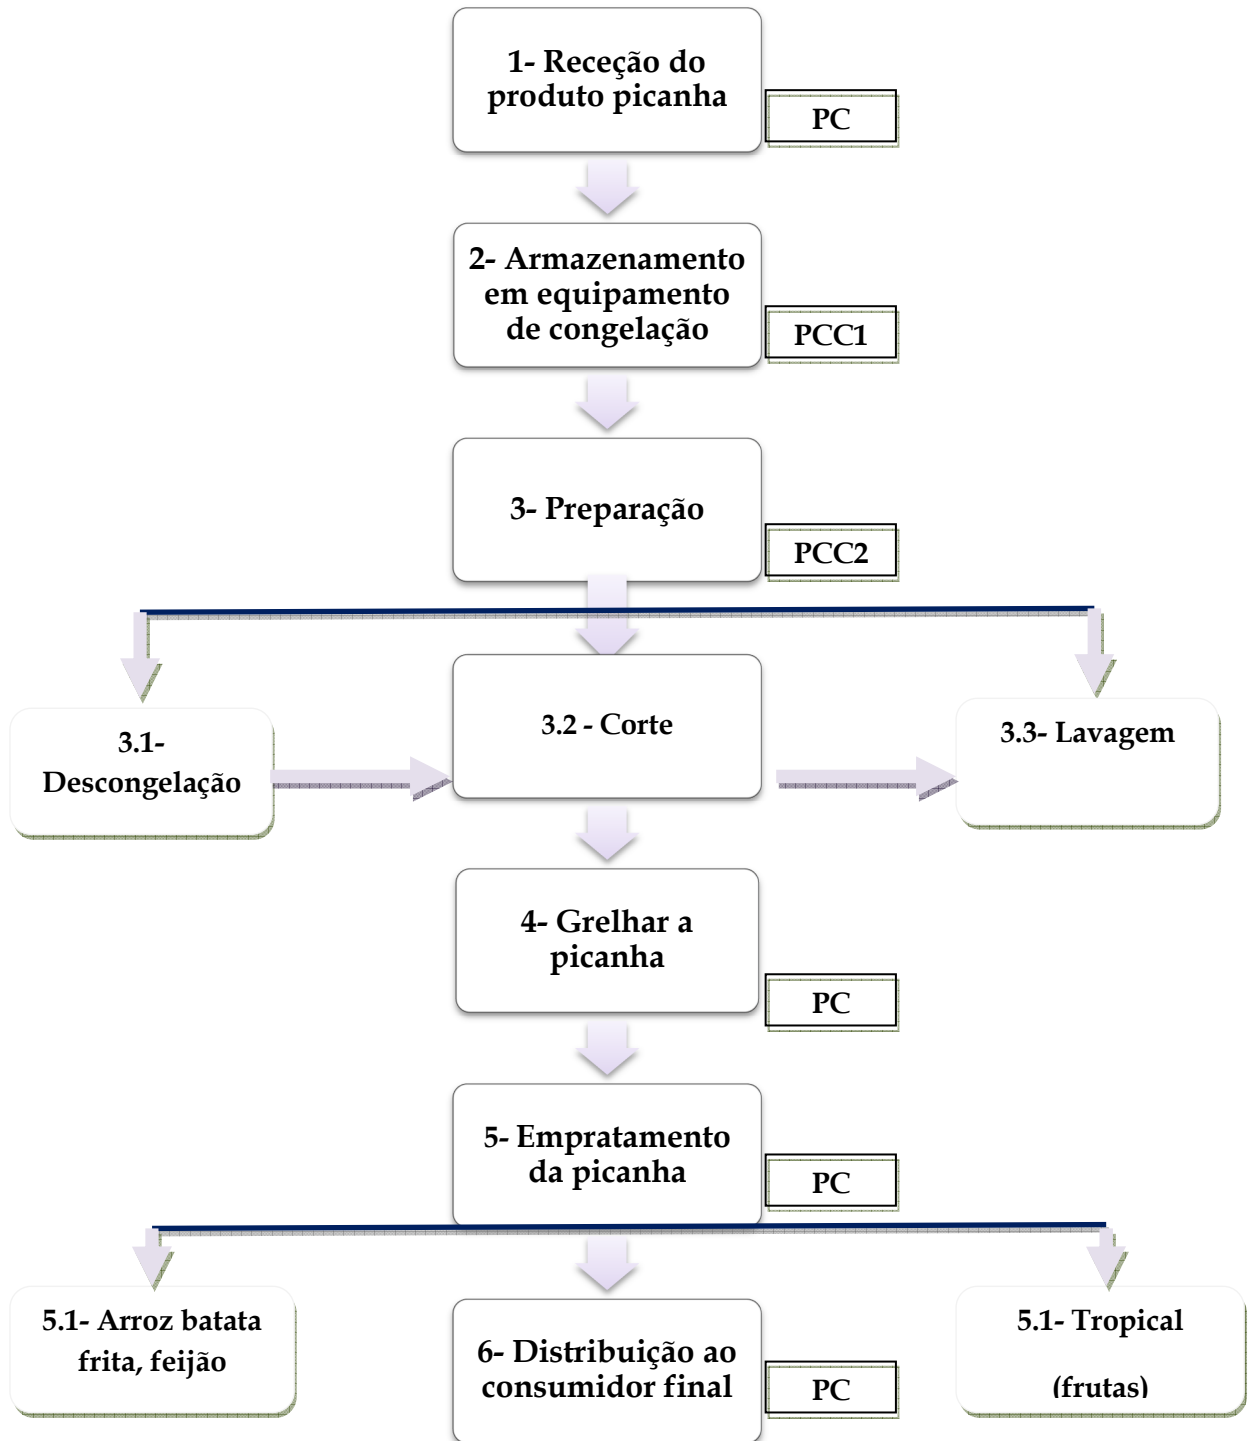 1- Receção do
produto picanha
PC
2- Armazenamento
em equipamento
de congelação
PCC1
3- Preparação
PCC2
3.1-
Descongelação
3.2 - Corte
3.3- Lavagem
4- Grelhar a
picanha
PC
5- Empratamento
da picanha
PC
5.1- Arroz batata
frita, feijão
6- Distribuição ao
consumidor final
PC
5.1- Tropical
(frutas)